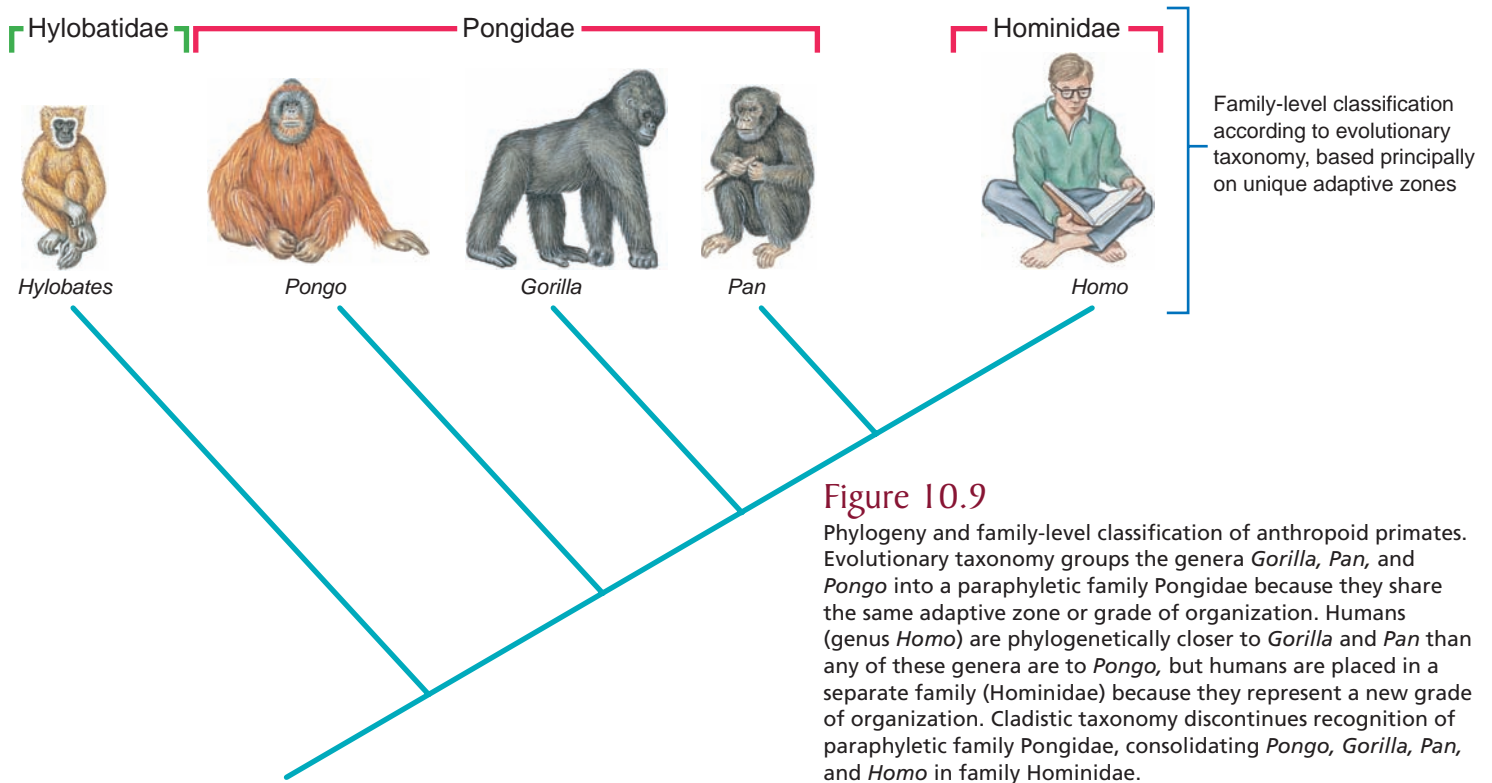 Hylobatidae
Pongidae
Hominidae
Family-level classification
according to evolutionary
taxonomy, based principally
on unique adaptive zones
Hylobates
Pongo
Gorilla
Pan
Homo
Figure 10.9
Phylogeny and family-level classification of anthropoid primates.
Evolutionary taxonomy groups the genera Gorilla, Pan, and
Pongo into a paraphyletic family Pongidae because they share
the same adaptive zone or grade of organization. Humans
(genus Homo) are phylogenetically closer to Gorilla and Pan than
any of these genera are to Pongo, but humans are placed in a
separate family (Hominidae) because they represent a new grade
of organization. Cladistic taxonomy discontinues recognition of
paraphyletic family Pongidae, consolidating Pongo, Gorilla, Pan,
and Homo in family Hominidae.